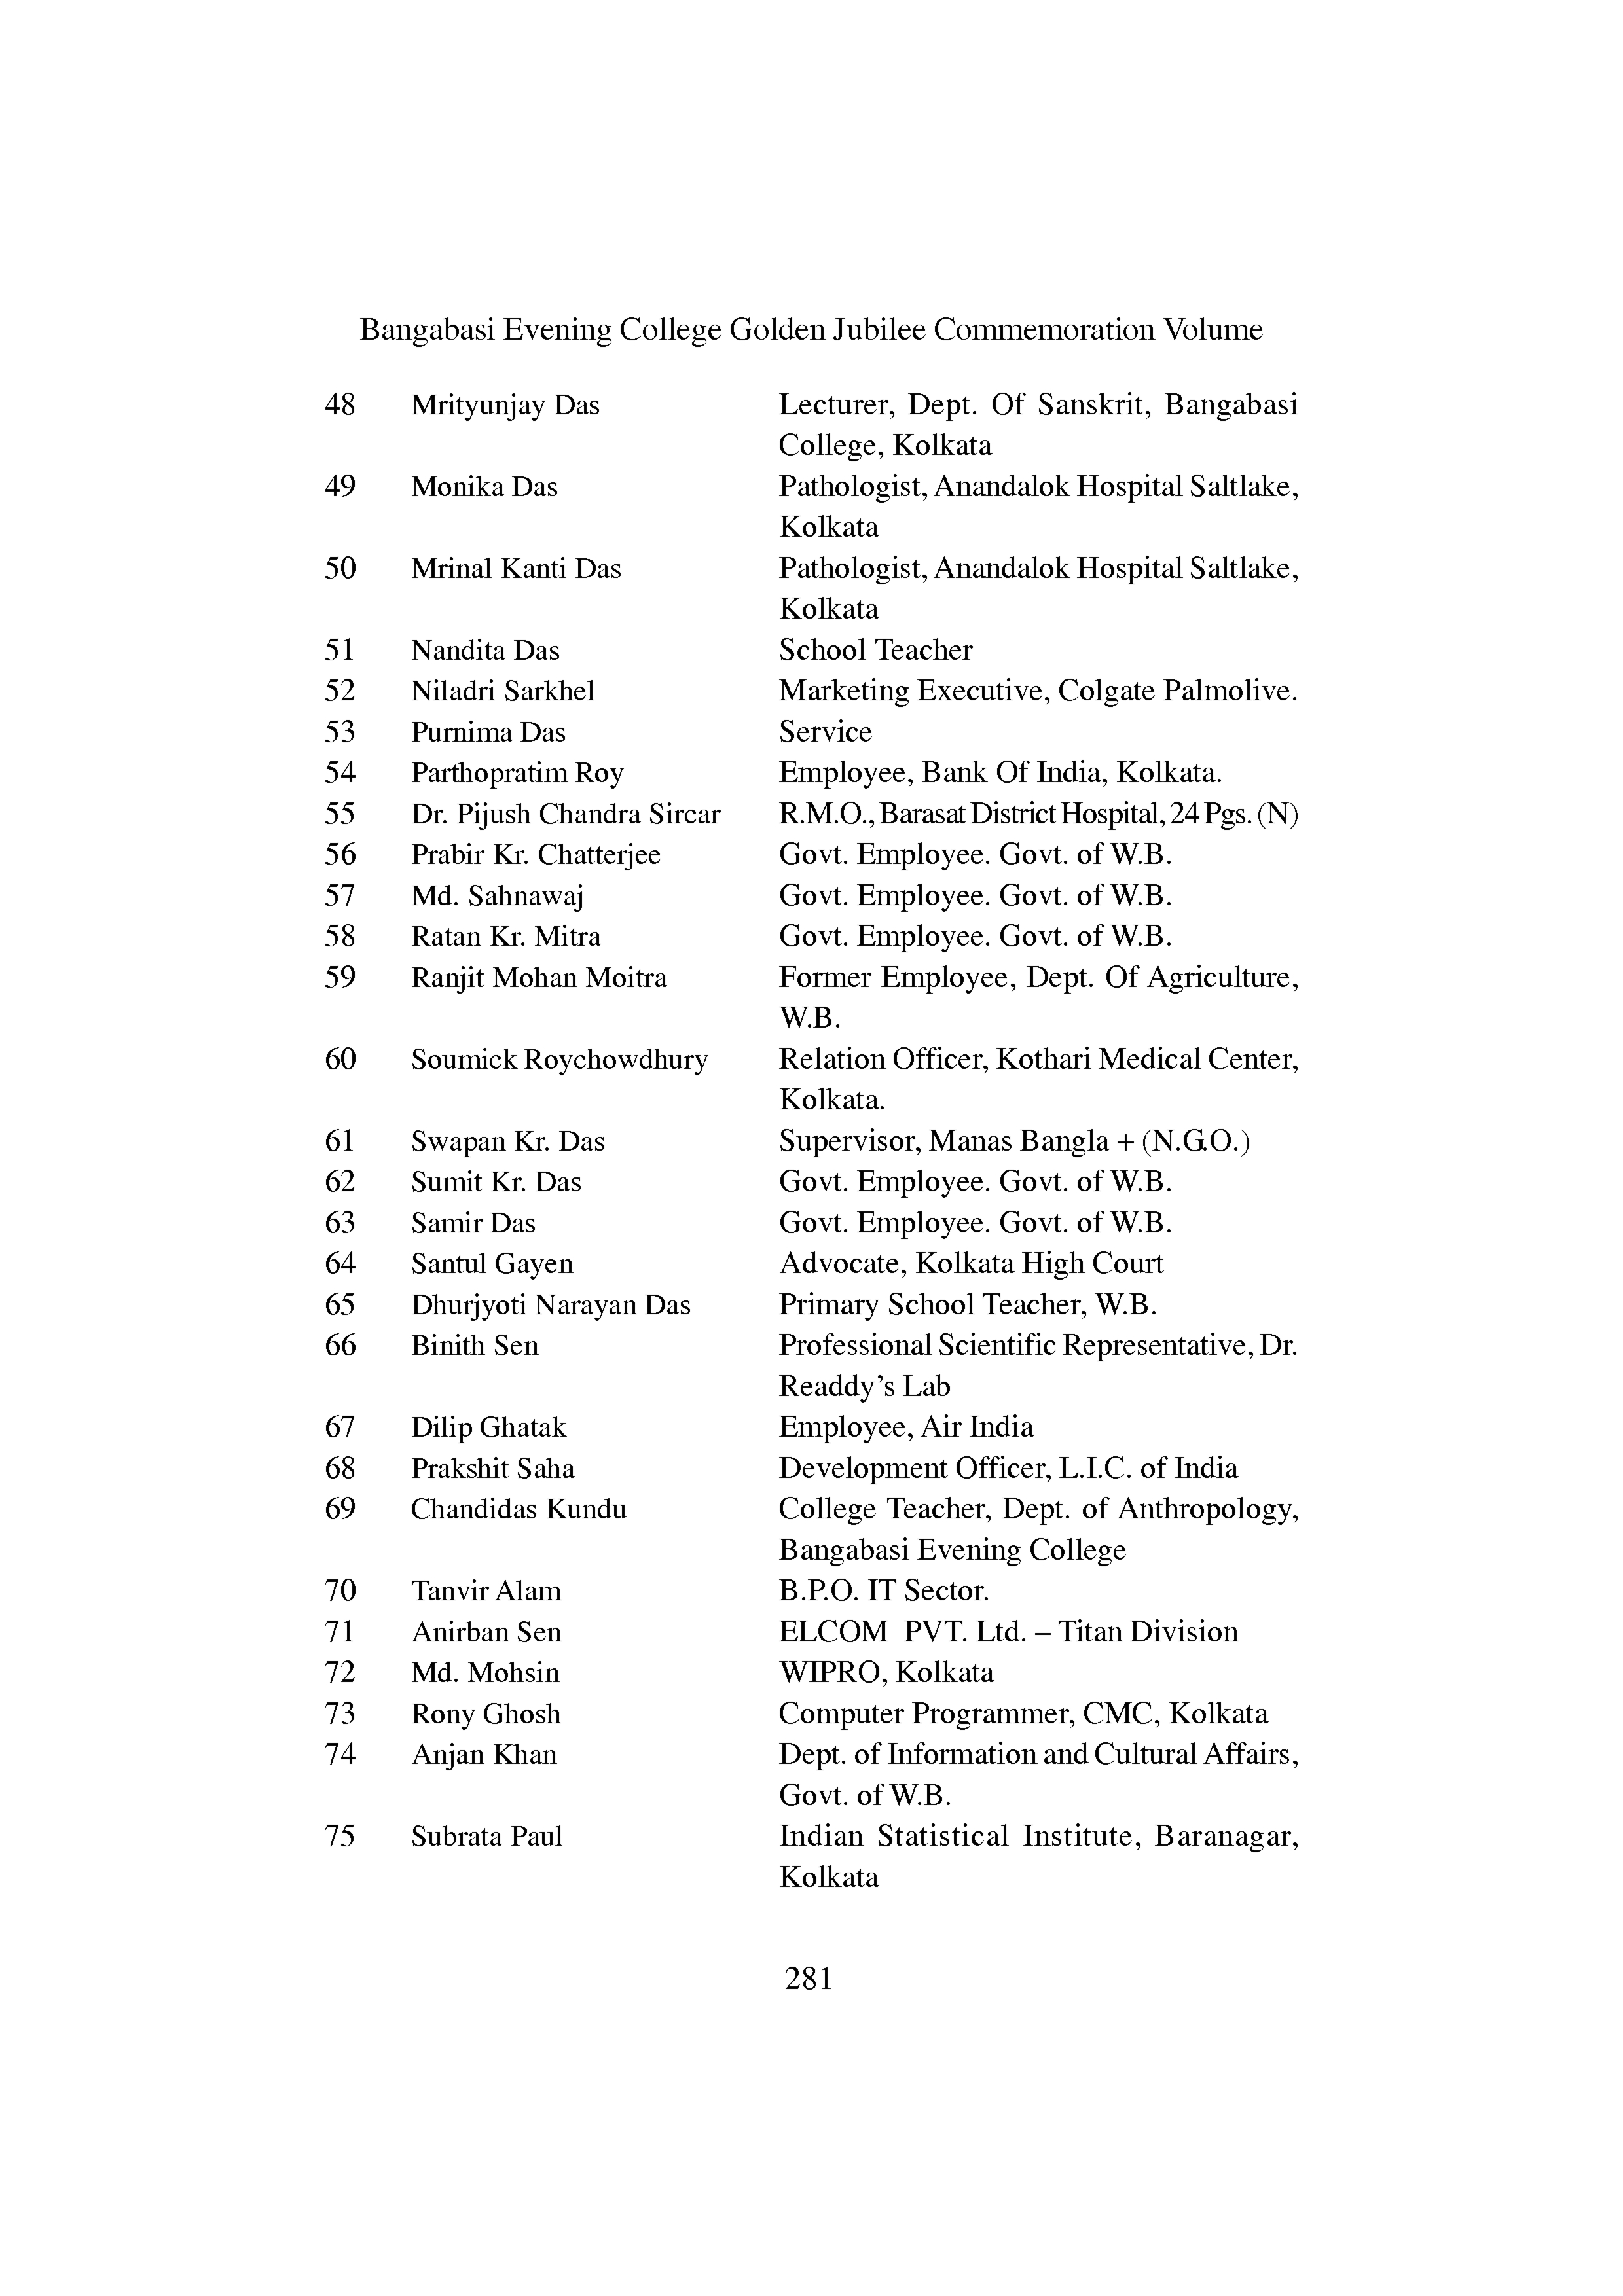 Bangabasi Evening College Golden Jubilee Commemoration Volume
48 Mrityunjay Das Lecturer, Dept. Of Sanskrit, Bangabasi
College, Kolkata
49 Monika Das Pathologist, Anandalok Hospital Saltlake,
Kolkata
50 Mrinal Kanti Das Pathologist, Anandalok Hospital Saltlake,
Kolkata
51 Nandita Das School Teacher
52 Niladri Sarkhel Marketing Executive, Colgate Palmolive.
53 Purnima Das Service
54 Parthopratim Roy Employee, Bank Of India, Kolkata.
55 Dr. Pijush Chandra Sircar R.M.O., Barasat District Hospital, 24 Pgs. (N)
56 Prabir Kr. Chatterjee Govt. Employee. Govt. of W.B.
57 Md. Sahnawaj Govt. Employee. Govt. of W.B.
58 Ratan Kr. Mitra Govt. Employee. Govt. of W.B.
59 Ranjit Mohan Moitra Former Employee, Dept. Of Agriculture,
W.B.
60 Soumick Roychowdhury Relation Officer, Kothari Medical Center,
Kolkata.
61 Swapan Kr. Das Supervisor, Manas Bangla + (N.G.O.)
62 Sumit Kr. Das Govt. Employee. Govt. of W.B.
63 Samir Das Govt. Employee. Govt. of W.B.
64 Santul Gayen Advocate, Kolkata High Court
65 Dhurjyoti Narayan Das Primary School Teacher, W.B.
66 Binith Sen Professional Scientific Representative, Dr.
Readdy’s Lab
67 Dilip Ghatak Employee, Air India
68 Prakshit Saha Development Officer, L.I.C. of India
69 Chandidas Kundu College Teacher, Dept. of Anthropology,
Bangabasi Evening College
70 Tanvir Alam B.P.O. IT Sector.
71 Anirban Sen ELCOM PVT. Ltd. – Titan Division
72 Md. Mohsin WIPRO, Kolkata
73 Rony Ghosh Computer Programmer, CMC, Kolkata
74 Anjan Khan Dept. of Information and Cultural Affairs,
Govt. of W.B.
75 Subrata Paul Indian Statistical Institute, Baranagar,
Kolkata
281